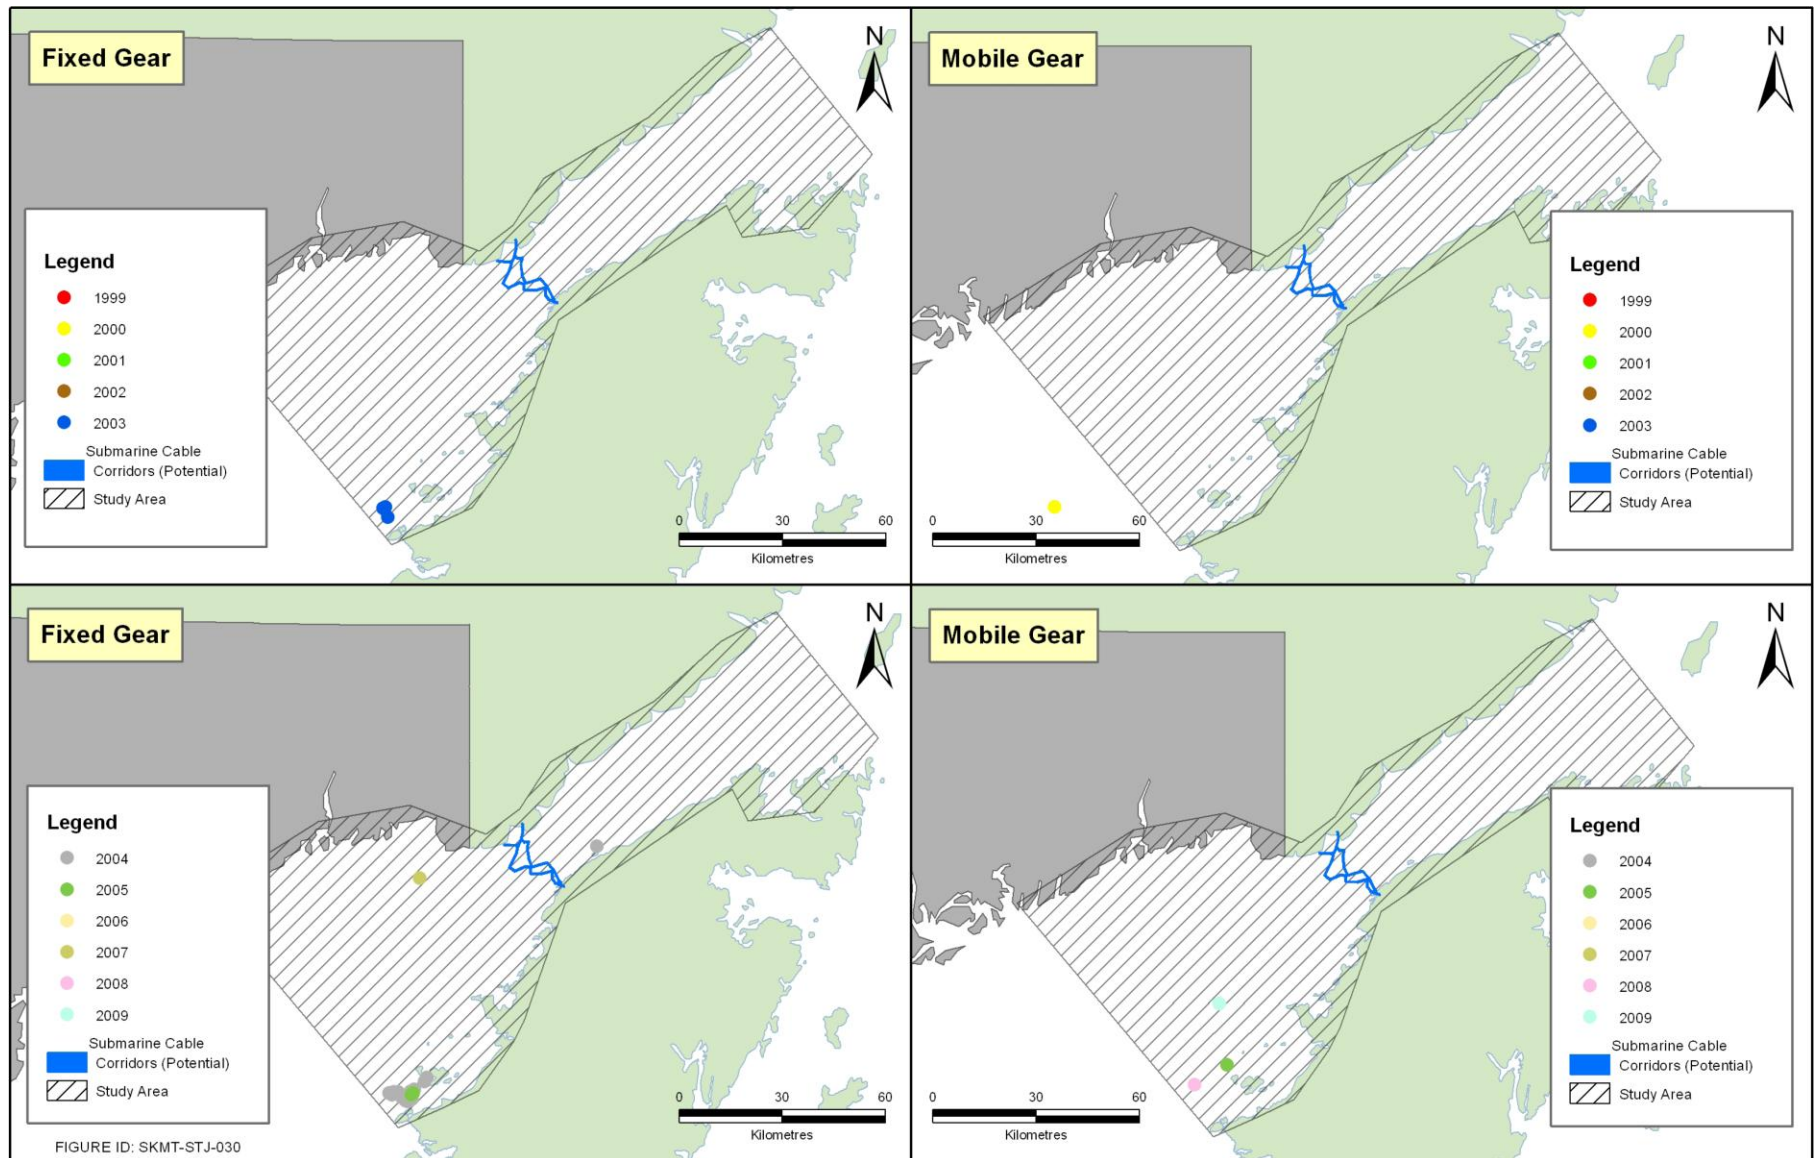 Fixed Gear
N
Legend
1999
2000
2001
2002
2003
Submarine Cable
Corridors (Potential)
Study Area
0 30 60
Kilometres
Mobile Gear
N
Legend
1999
2000
2001
2002
2003
Submarine Cable
Corridors (Potential)
Study Area
0 30 60
Kilometres
Fixed Gear
N
Legend
2004
2005
2006
2007
2008
2009
Submarine Cable
Corridors (Potential)
Study Area
0 30 60
Kilometres
FIGURE ID: SKMT-STJ-030
Mobile Gear
N
Legend
2004
2005
2006
2007
2008
2009
Submarine Cable
Corridors (Potential)
Study Area
0 30 60
Kilometres